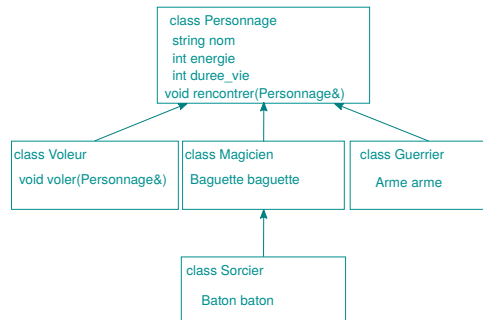 class Personnage
string nom
int energie
int duree_vie
void rencontrer(Personnage&)
class Voleur
void voler(Personnage&)
class Magicien
Baguette baguette
class Guerrier
Arme arme
class Sorcier
Baton baton